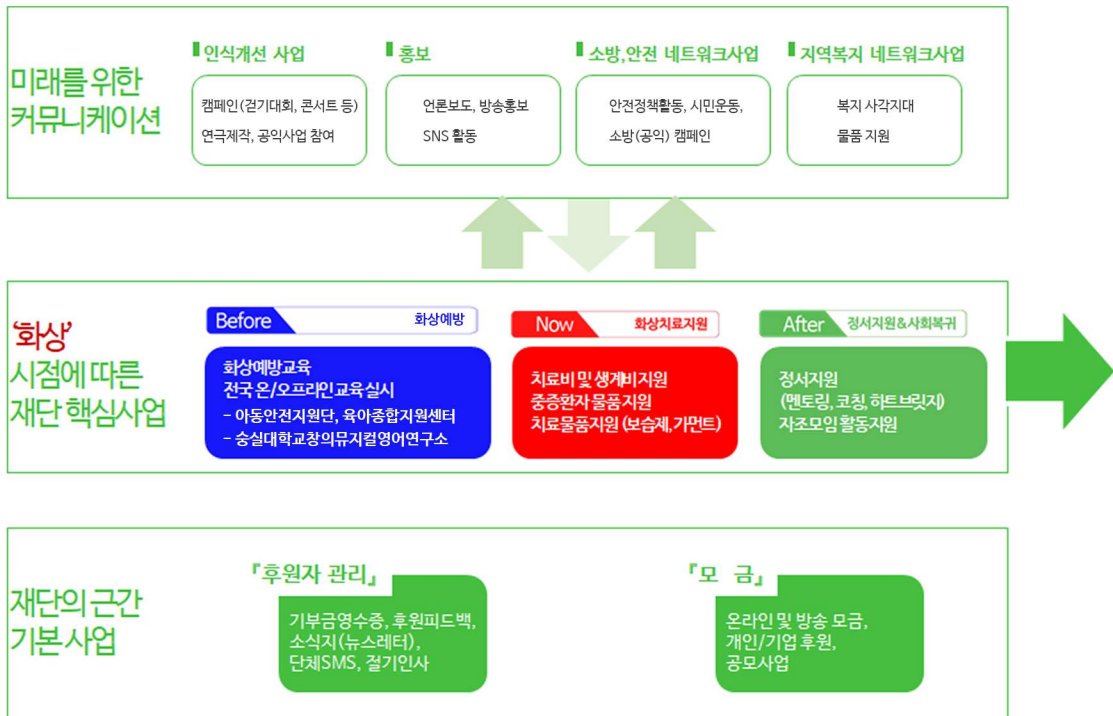 미래를 위한
커뮤니케이션
인식개선 사업
캠페인(걷기대회, 콘서트 등)
연극제작, 공익사업 참여
홍보
언론보도, 방송홍보
SNS 활동
소방,안전 네트워크사업
안전정책활동, 시민운동,
소방(공익) 캠페인
지역복지 네트워크사업
복지 사각지대
물품 지원
'화상'
시점에 따른
재단 핵심사업
Before 화상예방
화상예방교육
전국 온/오프라인교육실시
- 아동안전지원단, 육아종합지원센터
- 숭실대학교창의뮤지컬영어연구소
Now 화상치료지원
치료비 및 생계비지원
중증환자 물품지원
치료물품지원 (보습제,가먼트)
After 정서지원&사회복귀
정서지원
(멘토링, 코칭, 하트브릿지)
자조모임 활동지원
재단의 근간
기본 사업
『후원자 관리』
기부금영수증, 후원피드백,
소식지(뉴스레터),
단체SMS, 절기인사
『모 금』
온라인 및 방송 모금,
개인/기업 후원,
공모사업